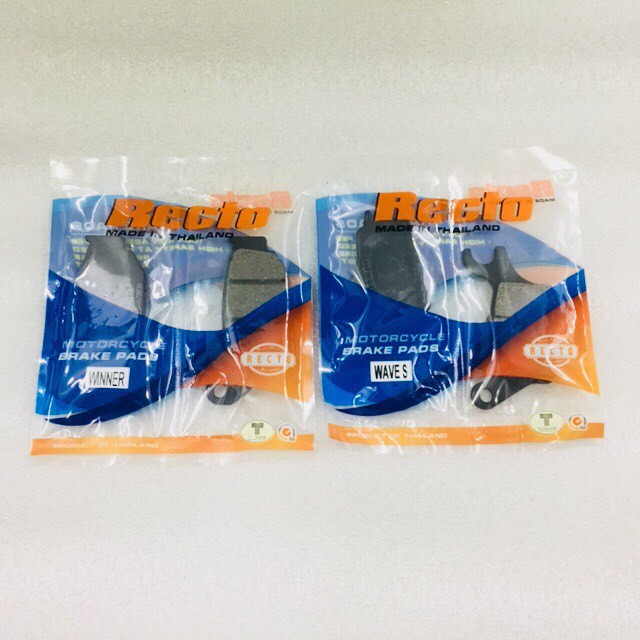 Recto
MADE IN THAILAND
MOTORCYCLE
BRAKE PADS
RECTO
WINNER
T
PRODUCT OF THAILAND
Recto
MADE IN THAILAND
MOTORCYCLE
BRAKE PADS
RECTO
WAVE S
T
PRODUCT OF THAILAND